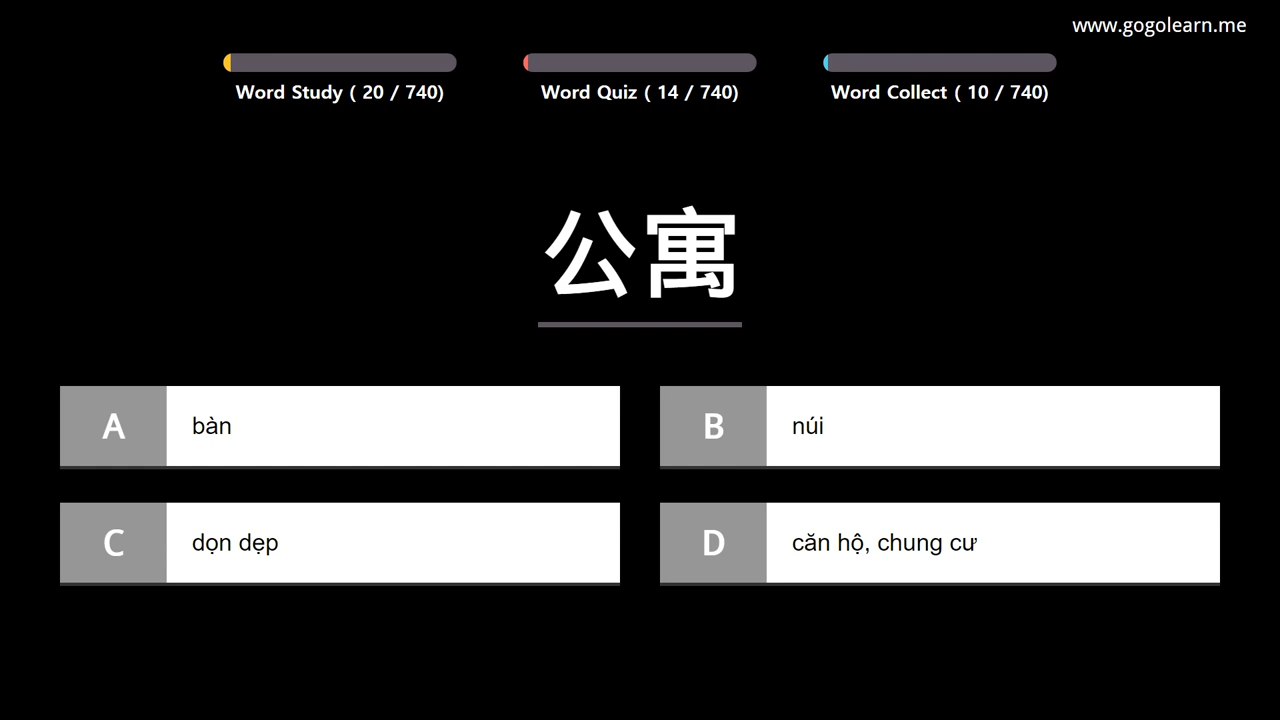 www.gogolearn.me
Word Study ( 20 / 740)
Word Quiz ( 14 / 740)
Word Collect ( 10 / 740)
公寓
A bàn
B núi
C dọn dẹp
D căn hộ, chung cư